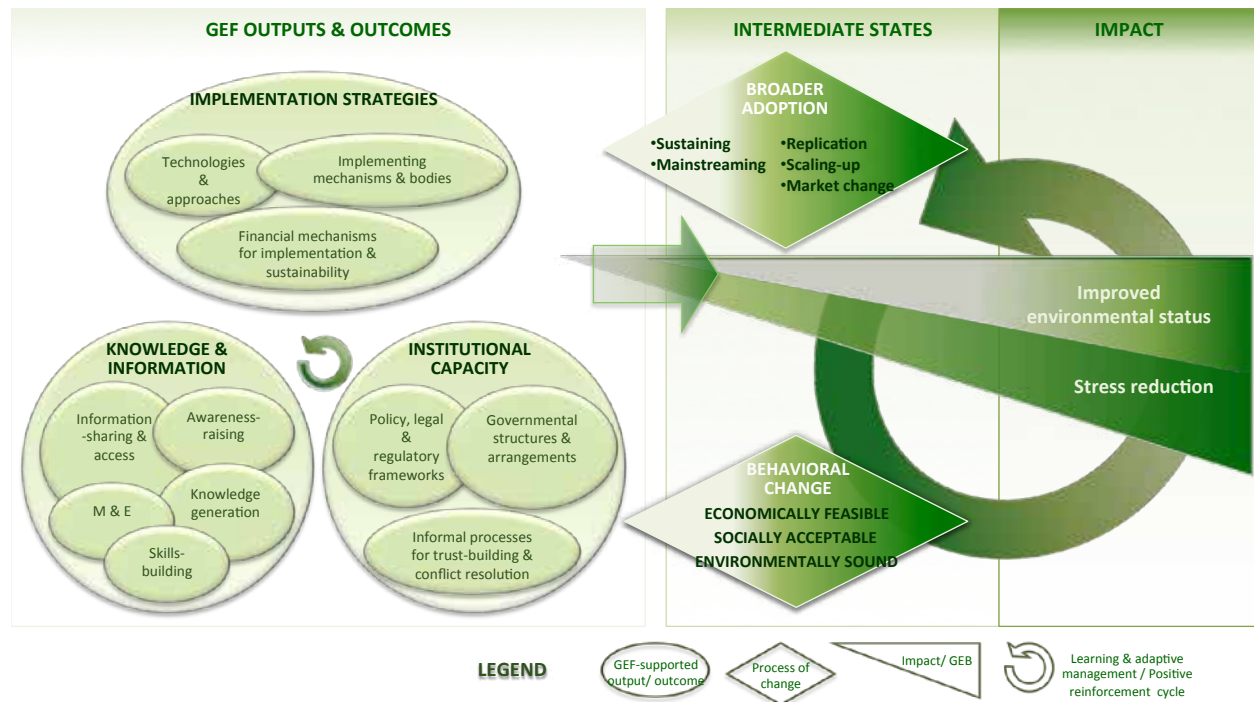 GEF OUTPUTS & OUTCOMES
IMPLEMENTATION STRATEGIES
Technologies
&
approaches
Implementing
mechanisms & bodies
Financial mechanisms
for implementation &
sustainability
KNOWLEDGE &
INFORMATION
Information
-sharing &
access
Awareness-
raising
M & E
Knowledge
generation
Skills-
building
INSTITUTIONAL
CAPACITY
Policy, legal
&
regulatory
frameworks
Governmental
structures &
arrangements
Informal processes
for trust-building &
conflict resolution
INTERMEDIATE STATES
IMPACT
BROADER
ADOPTION
•Sustaining
•Mainstreaming
•Replication
•Scaling-up
•Market change
Improved
environmental status
Stress reduction
BEHAVIORAL
CHANGE
ECONOMICALLY FEASIBLE
SOCIALLY ACCEPTABLE
ENVIRONMENTALLY SOUND
LEGEND
GEF-supported
output/ outcome
Process of
change
Impact/ GEB
Learning & adaptive
management / Positive
reinforcement cycle